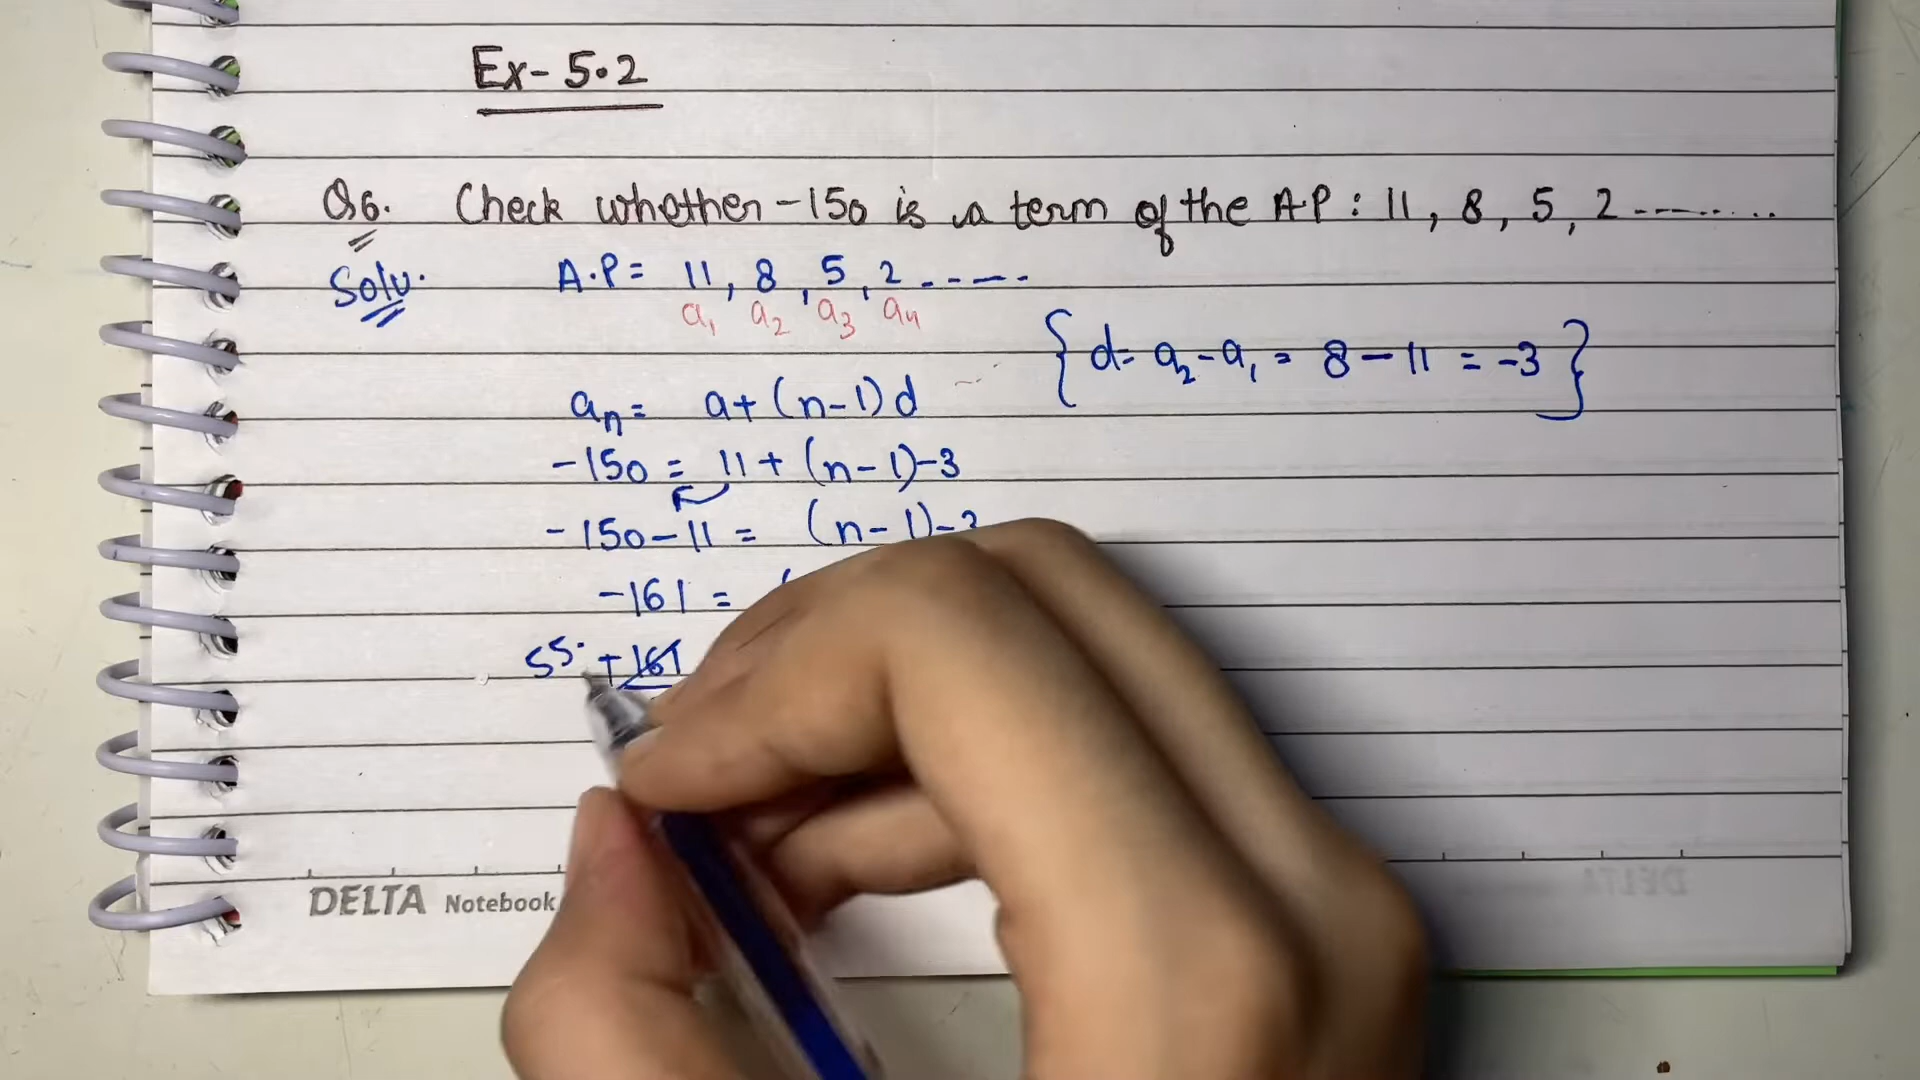 Ex- 5.2
Q6. Check whether -150 is a term of the A.P : 11, 8, 5, 2 ---------
Solu. A.P = 11, 8, 5, 2 -----
a1 a2 a3 a4
{ d = a2 - a1 = 8 - 11 = -3 }
an = a + (n-1) d
-150 = 11 + (n-1)-3
-150-11 = (n-1)-3
-161 =
55. +161
DELTA Notebook